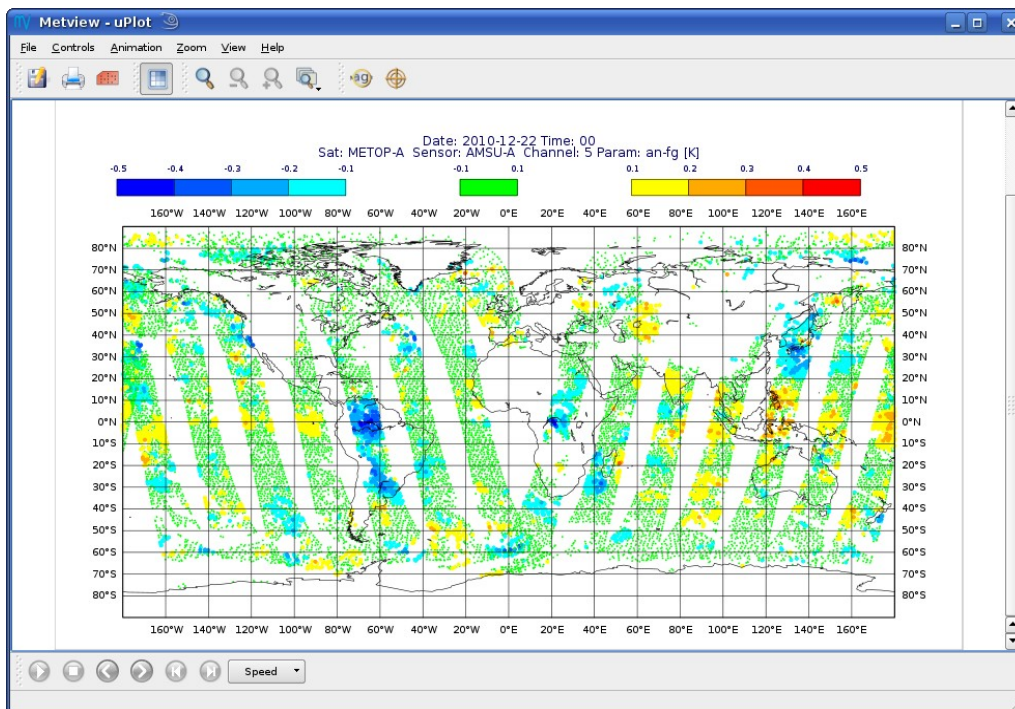 Metview - uPlot
File Controls Animation Zoom View Help
ag
Date: 2010-12-22 Time: 00
Sat: METOP-A Sensor: AMSU-A Channel: 5 Param: an-fg [K]
-0.5 -0.4 -0.3 -0.2 -0.1 -0.1 0.1 0.1 0.2 0.3 0.4 0.5
160°W 140°W 120°W 100°W 80°W 60°W 40°W 20°W 0°E 20°E 40°E 60°E 80°E 100°E 120°E 140°E 160°E
80°N 80°N
70°N 70°N
60°N 60°N
50°N 50°N
40°N 40°N
30°N 30°N
20°N 20°N
10°N 10°N
0°N 0°N
10°S 10°S
20°S 20°S
30°S 30°S
40°S 40°S
50°S 50°S
60°S 60°S
70°S 70°S
80°S 80°S
160°W 140°W 120°W 100°W 80°W 60°W 40°W 20°W 0°E 20°E 40°E 60°E 80°E 100°E 120°E 140°E 160°E
Speed